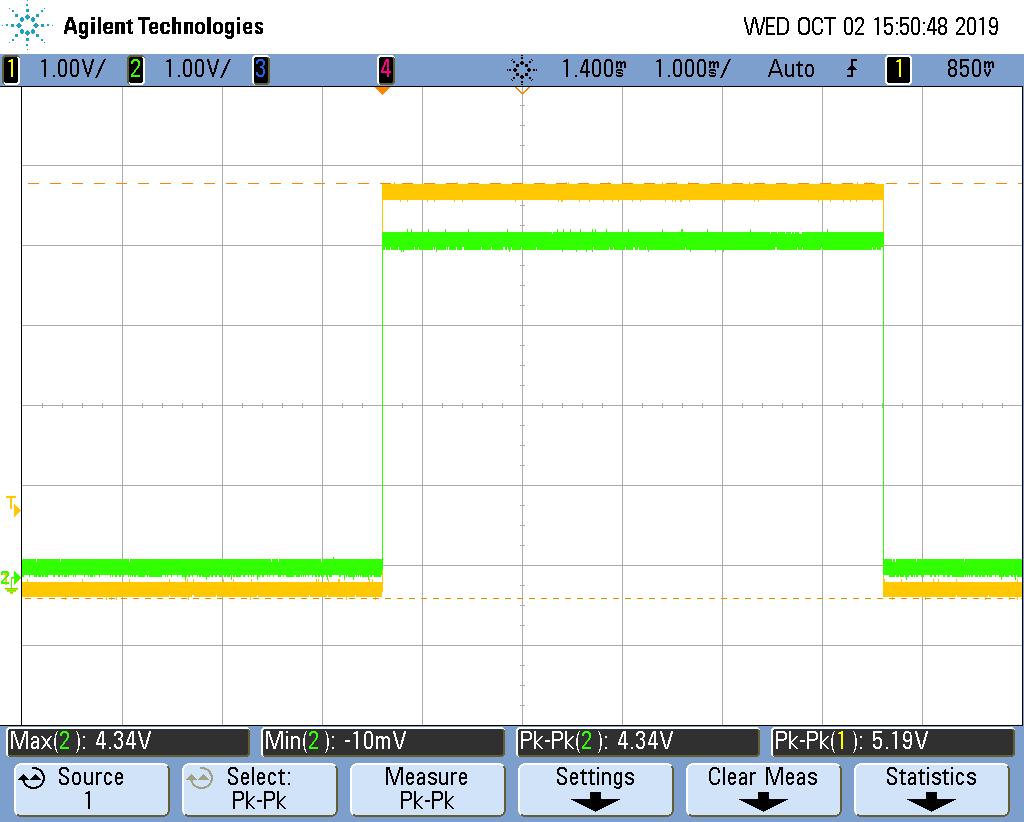 Agilent Technologies WED OCT 02 15:50:48 2019
1 1.00V/ 2 1.00V/ 3 4 1.400ms 1.000ms/ Auto 1 850mV
T
2
Max(2): 4.34V Min(2): -10mV Pk-Pk(2): 4.34V Pk-Pk(1): 5.19V
Source Select: Measure Settings Clear Meas Statistics
1 Pk-Pk Pk-Pk